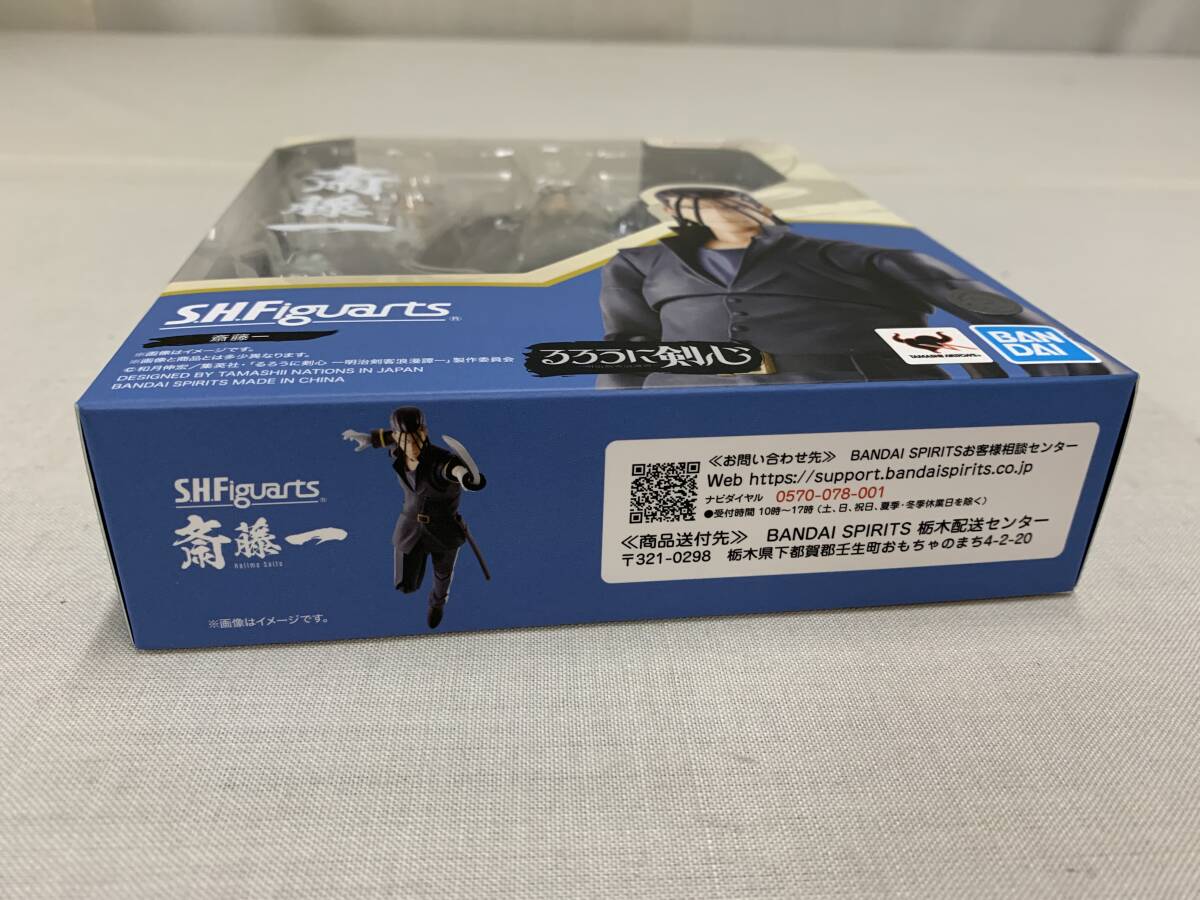 斎藤一
S.H.Figuarts®
斎藤一
※画像はイメージです。
※画像と商品とは多少異なります。
©和月伸宏／集英社・「るろうに剣心 ー明治剣客浪漫譚ー」製作委員会
DESIGNED BY TAMASHII NATIONS IN JAPAN
BANDAI SPIRITS MADE IN CHINA
るろうに剣心
TAMASHII NATIONS
BAN
DAI
S.H.Figuarts®
斎藤一
Hajime Saito
※画像はイメージです。
≪お問い合わせ先≫ BANDAI SPIRITSお客様相談センター
Web https://support.bandaispirits.co.jp
ナビダイヤル 0570-078-001
●受付時間 10時〜17時（土、日、祝日、夏季・冬季休業日を除く）
≪商品送付先≫ BANDAI SPIRITS 栃木配送センター
〒321-0298 栃木県下都賀郡壬生町おもちゃのまち4-2-20